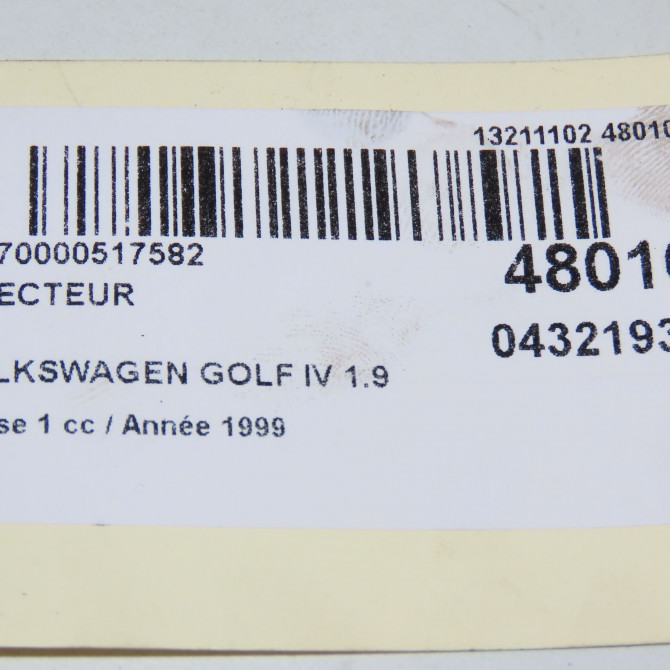 13211102 48010
70000517582
48010
ECTEUR
0432193
LKSWAGEN GOLF IV 1.9
se 1 cc / Année 1999